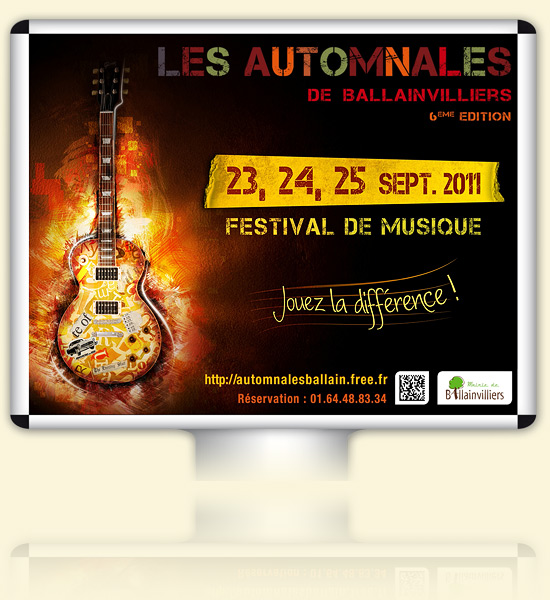 LES AUTOMNALES
DE BALLAINVILLIERS
6EME EDITION
23, 24, 25 SEPT. 2011
FESTIVAL DE MUSIQUE
Jouez la différence !
http://automnalesballain.free.fr
Réservation : 01.64.48.83.34
Mairie de
Ballainvilliers